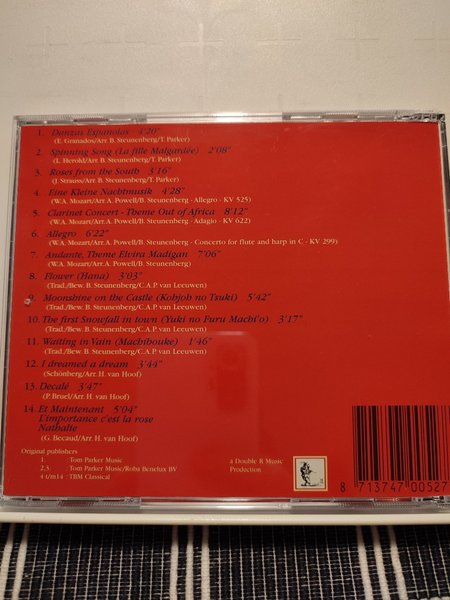 1. Danzas Espanolas 4'20"
(E. Granados/Arr. B. Steunenberg/T. Parker)
2. Spinning Song (La fille Malgardée) 2'08"
(L. Herold/Arr. B. Steunenberg/T. Parker)
3. Roses from the South 3'16"
(J. Strauss/Arr. B. Steunenberg/T. Parker)
4. Eine Kleine Nachtmusik 4'28"
(W.A. Mozart/Arr. A. Powell/B. Steunenberg - Allegro - KV 525)
5. Clarinet Concert - Theme Out of Africa 8'12"
(W.A. Mozart/Arr. A. Powell/B. Steunenberg - Adagio - KV 622)
6. Allegro 6'22"
(W.A. Mozart/Arr. A. Powell/B. Steunenberg - Concerto for flute and harp in C - KV 299)
7. Andante, Theme Elvira Madigan 7'06"
(W.A. Mozart/Arr. A. Powell/B. Steunenberg)
8. Flower (Hana) 3'03"
(Trad./Bew. B. Steunenberg/C.A.P. van Leeuwen)
9. Moonshine on the Castle (Kohjoh no Tsuki) 5'42"
(Trad./Bew. B. Steunenberg/C.A.P. van Leeuwen)
10. The first Snowfall in town (Yuki no Furu Machi'o) 3'17"
(Trad./Bew. B. Steunenberg/C.A.P. van Leeuwen)
11. Waiting in Vain (Machibouke) 1'46"
(Trad./Bew. B. Steunenberg/C.A.P. van Leeuwen)
12. I dreamed a dream 3'44"
(Schönberg/Arr. H. van Hoof)
13. Decalé 3'47"
(P. Bruel/Arr. H. van Hoof)
14. Et Maintenant 5'04"
L'importance c'est la rose
Nathalie
(G. Becaud/Arr. H. van Hoof)
Original publishers
1. : Tom Parker Music
2,3 : Tom Parker Music/Roba Benelux BV
4 t/m14 : TBM Classical
a Double R Music
Production
8 713747 00527